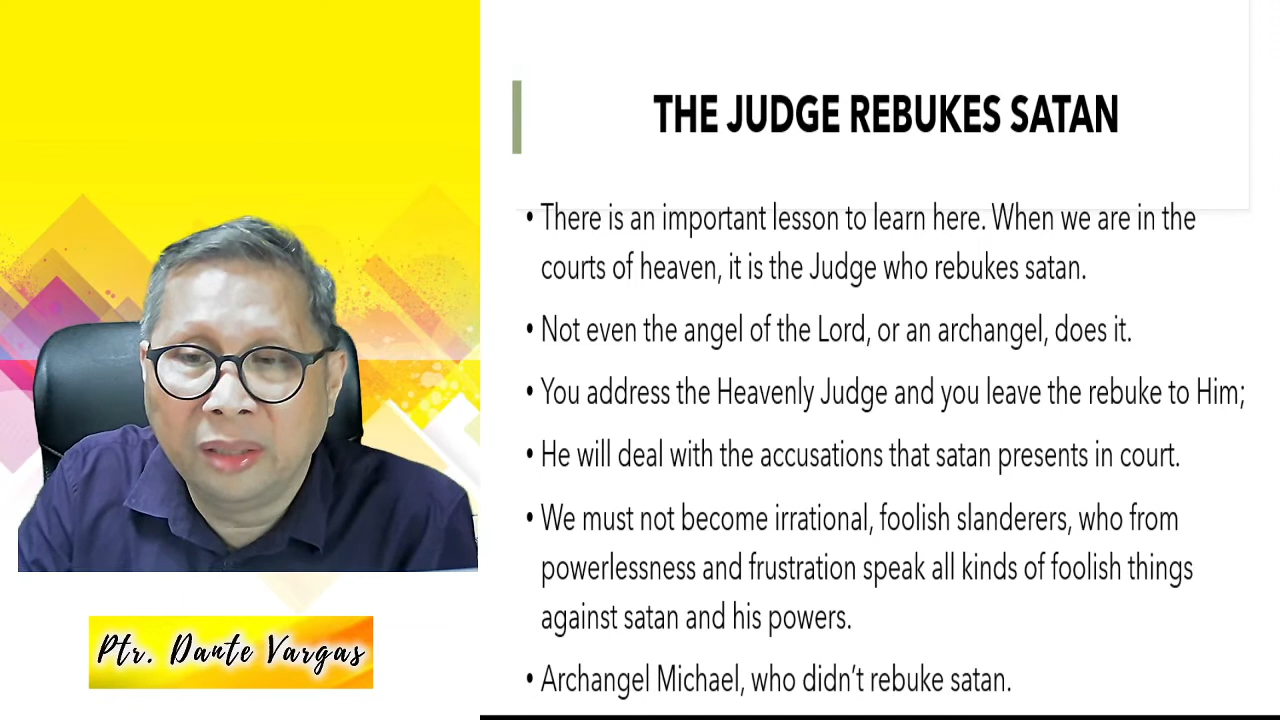 THE JUDGE REBUKES SATAN
• There is an important lesson to learn here. When we are in the
courts of heaven, it is the Judge who rebukes satan.
• Not even the angel of the Lord, or an archangel, does it.
• You address the Heavenly Judge and you leave the rebuke to Him;
• He will deal with the accusations that satan presents in court.
• We must not become irrational, foolish slanderers, who from
powerlessness and frustration speak all kinds of foolish things
against satan and his powers.
• Archangel Michael, who didn’t rebuke satan.
Ptr. Dante Vargas